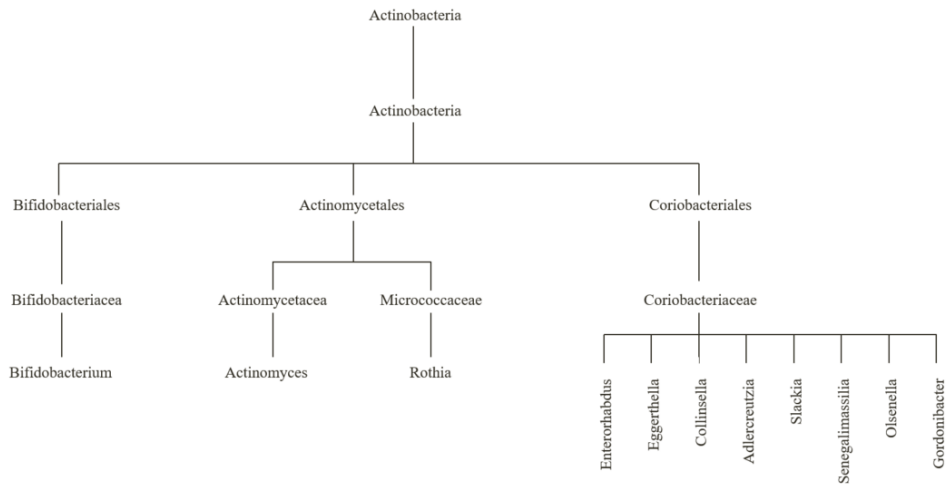 Actinobacteria
Actinobacteria
Bifidobacteriales
Actinomycetales
Coriobacteriales
Bifidobacteriacea
Actinomycetacea
Micrococcaceae
Coriobacteriaceae
Bifidobacterium
Actinomyces
Rothia
Enterorhabdus
Eggerthella
Collinsella
Adlercreutzia
Slackia
Senegalimassilia
Olsenella
Gordonibacter